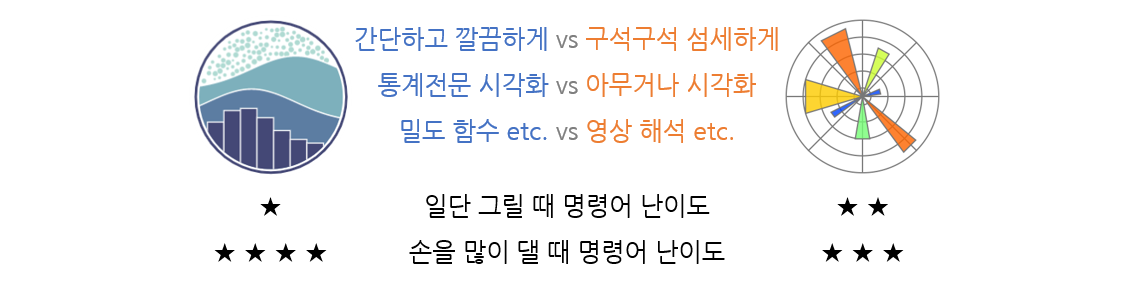 간단하고 깔끔하게 vs 구석구석 섬세하게
통계전문 시각화 vs 아무거나 시각화
밀도 함수 etc. vs 영상 해석 etc.
★ 일단 그릴 때 명령어 난이도 ★ ★
★ ★ ★ ★ 손을 많이 댈 때 명령어 난이도 ★ ★ ★